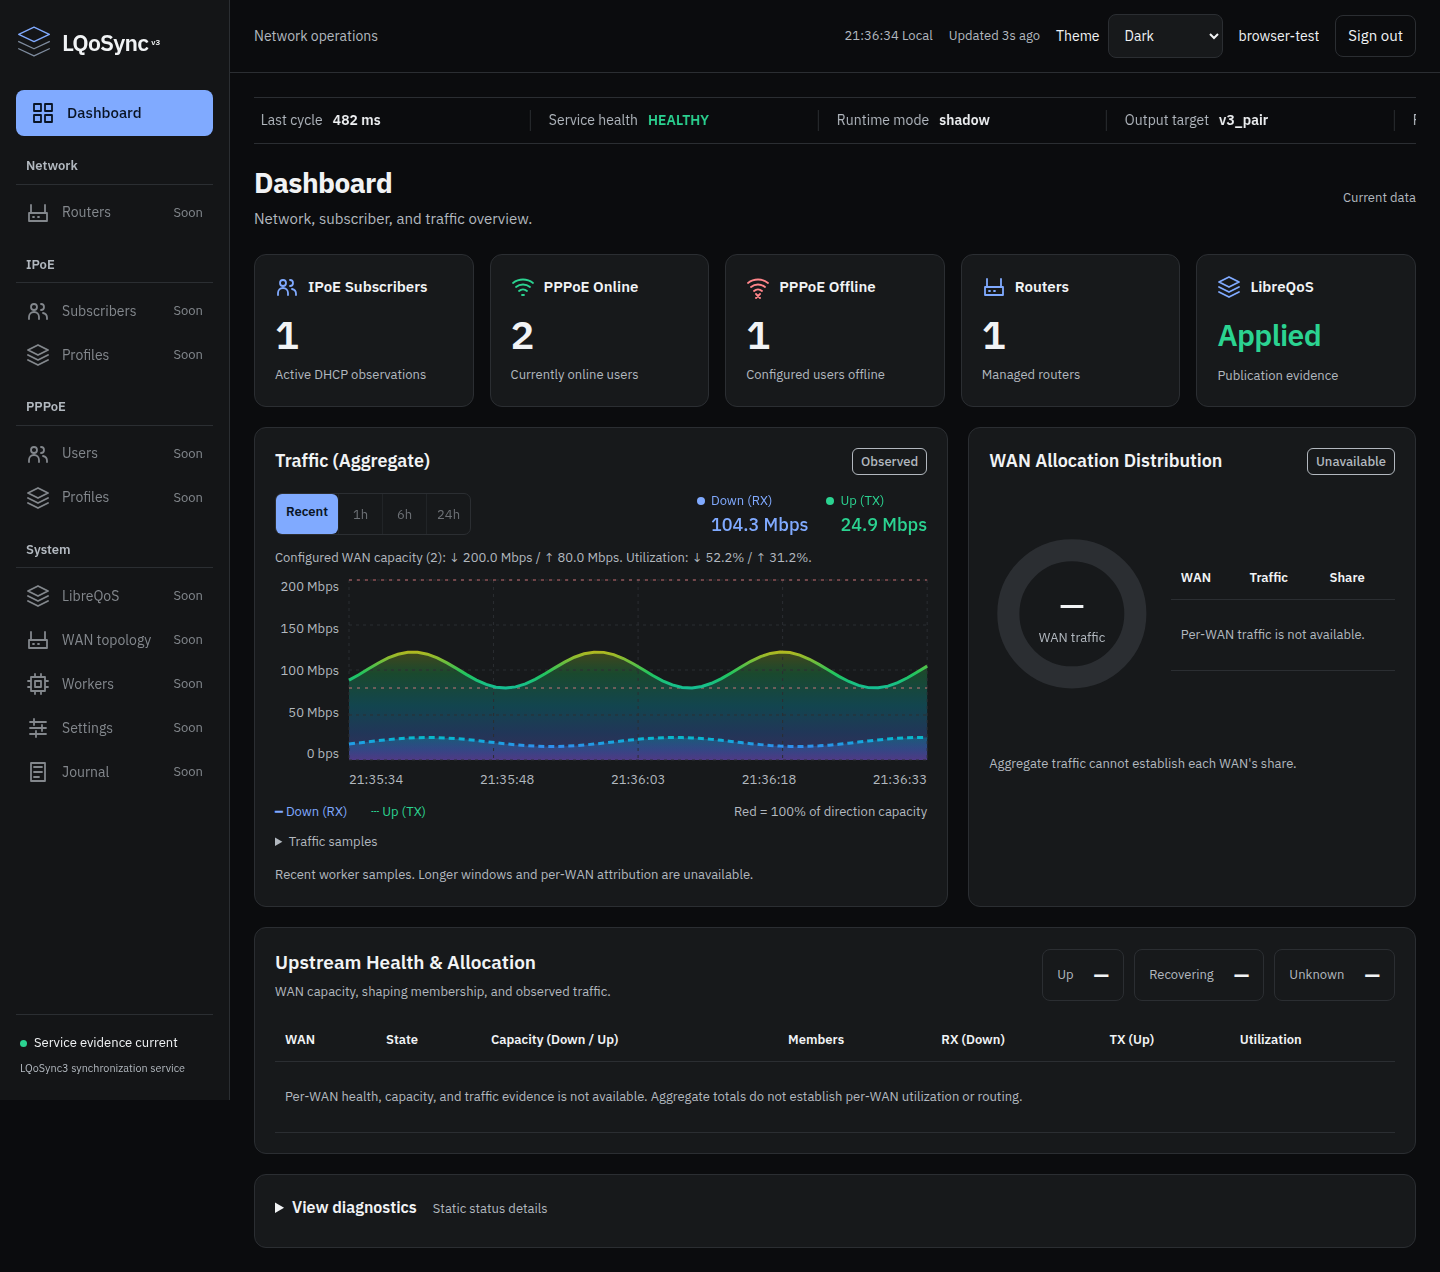 LQoSync v3
Dashboard
Network
Routers Soon
IPoE
Subscribers Soon
Profiles Soon
PPPoE
Users Soon
Profiles Soon
System
LibreQoS Soon
WAN topology Soon
Workers Soon
Settings Soon
Journal Soon
Service evidence current
LQoSync3 synchronization service
Network operations
21:36:34 Local Updated 3s ago Theme Dark browser-test Sign out
Last cycle 482 ms Service health HEALTHY Runtime mode shadow Output target v3_pair
Dashboard
Network, subscriber, and traffic overview.
Current data
IPoE Subscribers
1
Active DHCP observations
PPPoE Online
2
Currently online users
PPPoE Offline
1
Configured users offline
Routers
1
Managed routers
LibreQoS
Applied
Publication evidence
Traffic (Aggregate)
Observed
Recent 1h 6h 24h
Down (RX)
104.3 Mbps
Up (TX)
24.9 Mbps
Configured WAN capacity (2): ↓ 200.0 Mbps / ↑ 80.0 Mbps. Utilization: ↓ 52.2% / ↑ 31.2%.
200 Mbps
150 Mbps
100 Mbps
50 Mbps
0 bps
21:35:34 21:35:48 21:36:03 21:36:18 21:36:33
Down (RX) Up (TX) Red = 100% of direction capacity
Traffic samples
Recent worker samples. Longer windows and per-WAN attribution are unavailable.
WAN Allocation Distribution
Unavailable
—
WAN traffic
WAN Traffic Share
Per-WAN traffic is not available.
Aggregate traffic cannot establish each WAN's share.
Upstream Health & Allocation
WAN capacity, shaping membership, and observed traffic.
Up — Recovering — Unknown —
WAN State Capacity (Down / Up) Members RX (Down) TX (Up) Utilization
Per-WAN health, capacity, and traffic evidence is not available. Aggregate totals do not establish per-WAN utilization or routing.
View diagnostics Static status details